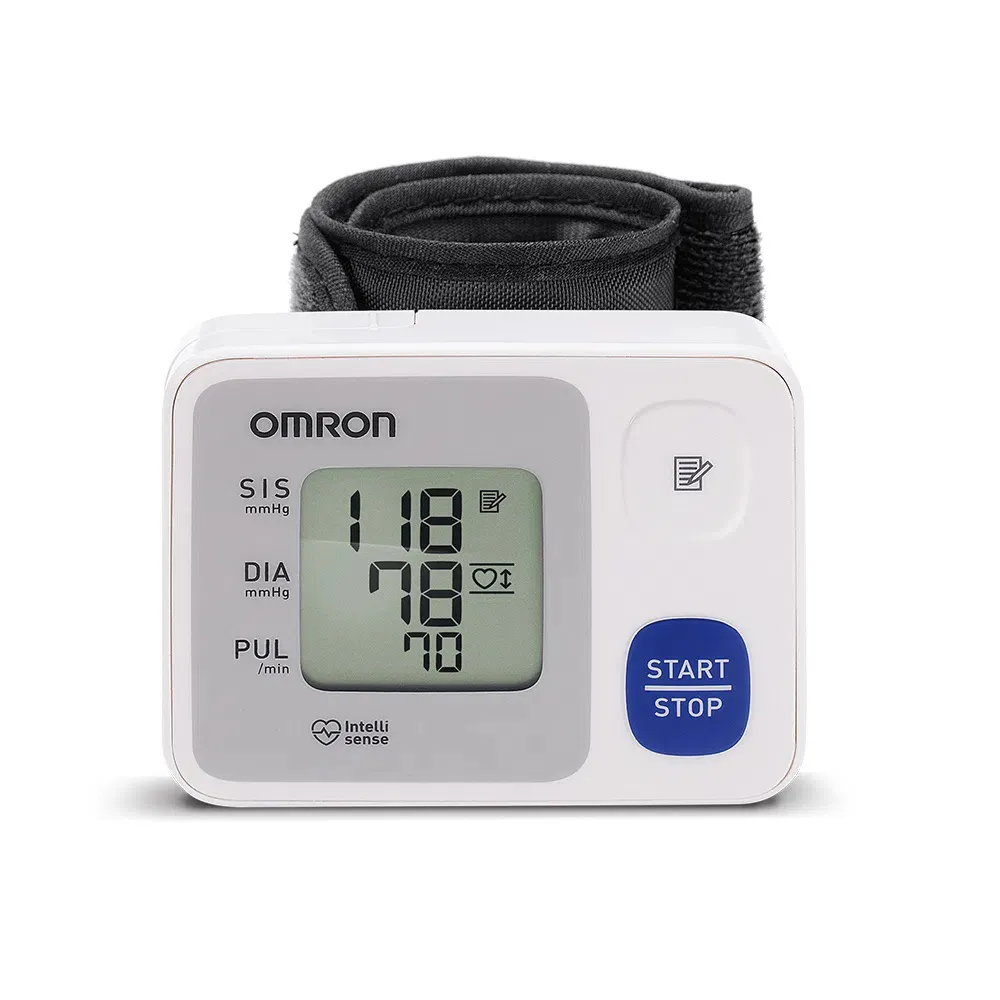 OMRON
SIS
mmHg
118
DIA
mmHg
78
PUL
/min
70
Intelli
sense
START
STOP